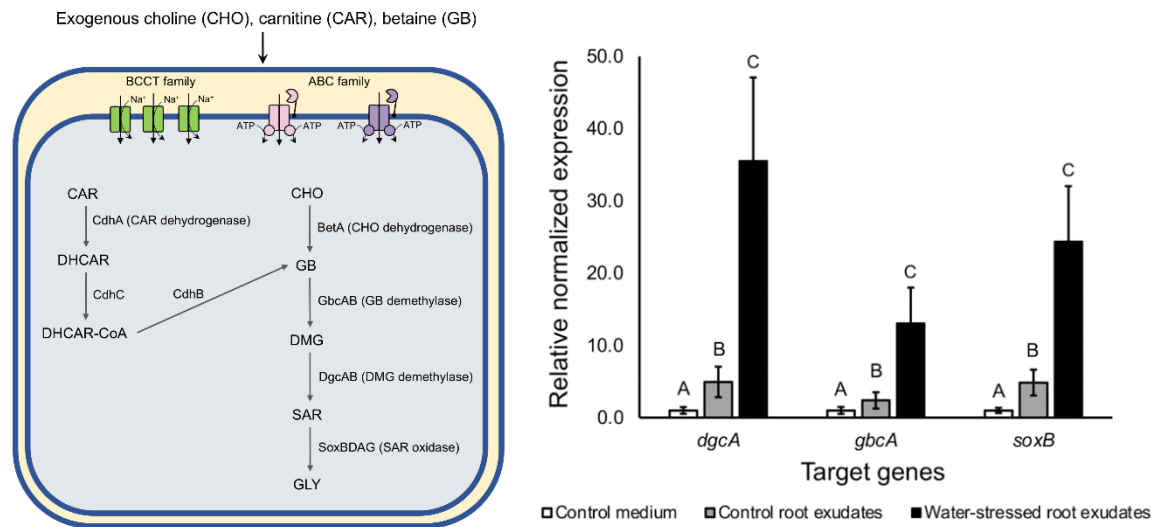 Exogenous choline (CHO), carnitine (CAR), betaine (GB)
BCCT family
ABC family
Na⁺
Na⁺
Na⁺
ATP
ATP
ATP
ATP
CAR
CdhA (CAR dehydrogenase)
DHCAR
CdhC
CdhB
DHCAR-CoA
CHO
BetA (CHO dehydrogenase)
GB
GbcAB (GB demethylase)
DMG
DgcAB (DMG demethylase)
SAR
SoxBDAG (SAR oxidase)
GLY
Relative normalized expression
50.0
40.0
30.0
20.0
10.0
0.0
A
B
C
A
B
C
A
B
C
dgcA
gbcA
soxB
Target genes
Control medium
Control root exudates
Water-stressed root exudates